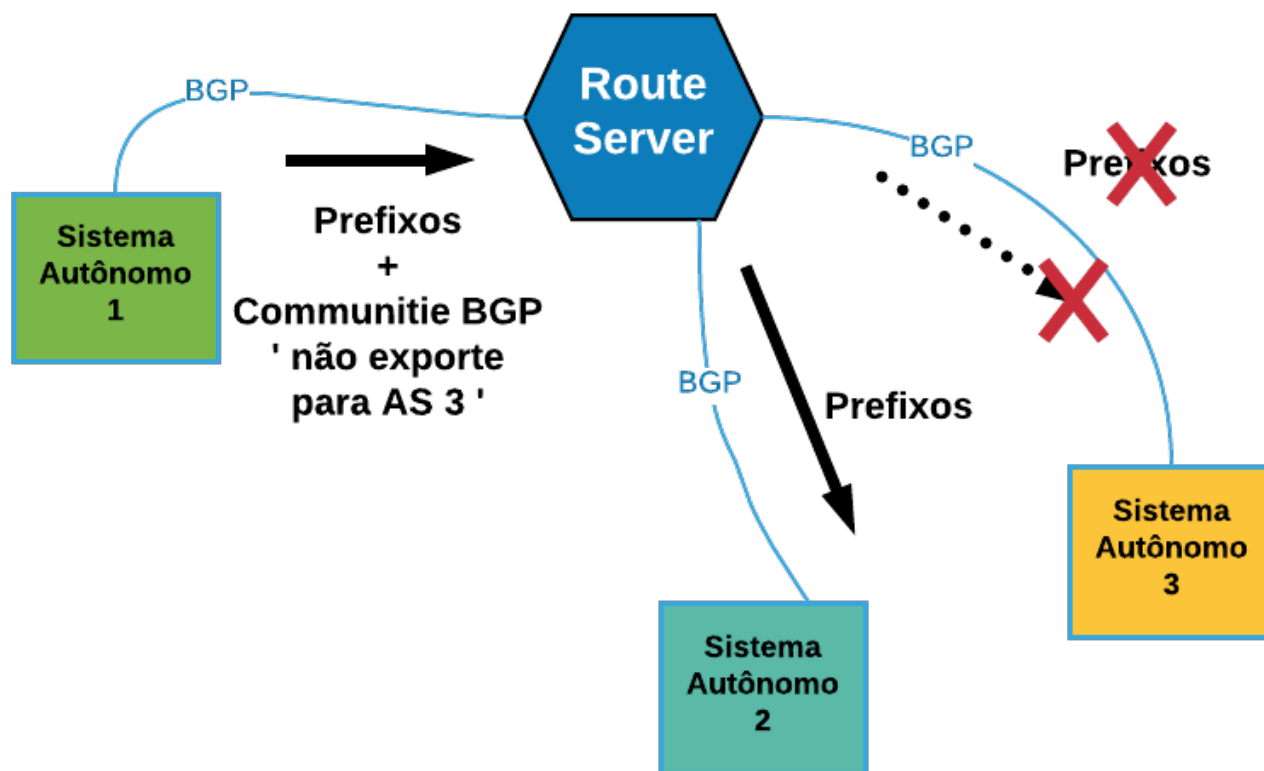 Route
Server
BGP
BGP
Prefixos
Sistema
Autônomo
1
Prefixos
+
Communitie BGP
' não exporte
para AS 3 '
BGP
Prefixos
Sistema
Autônomo
3
Sistema
Autônomo
2